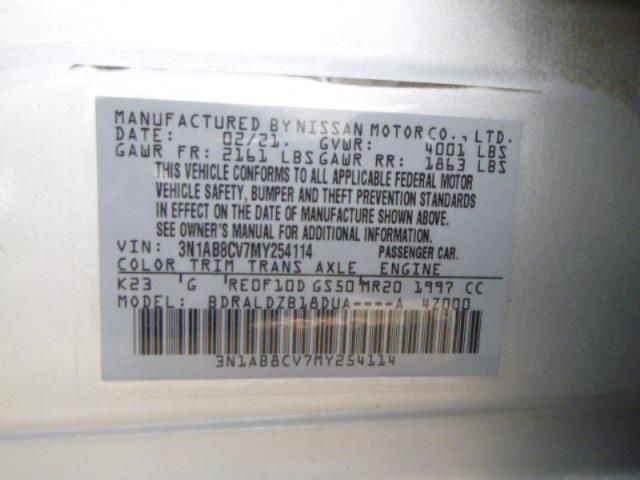 MANUFACTURED BY NISSAN MOTOR CO., LTD.
DATE: 02/21. GVWR: 4001 LBS
GAWR FR: 2161 LBS GAWR RR: 1863 LBS
THIS VEHICLE CONFORMS TO ALL APPLICABLE FEDERAL MOTOR
VEHICLE SAFETY, BUMPER AND THEFT PREVENTION STANDARDS
IN EFFECT ON THE DATE OF MANUFACTURE SHOWN ABOVE.
SEE OWNER'S MANUAL FOR ADDITIONAL INFORMATION
VIN: 3N1AB8CV7MY254114 PASSENGER CAR.
COLOR TRIM TRANS AXLE ENGINE
K23 G RE0F10D GS50 MR20 1997 CC
MODEL: BDRALDZB18DUA----A 4Z000
3N1AB8CV7MY254114